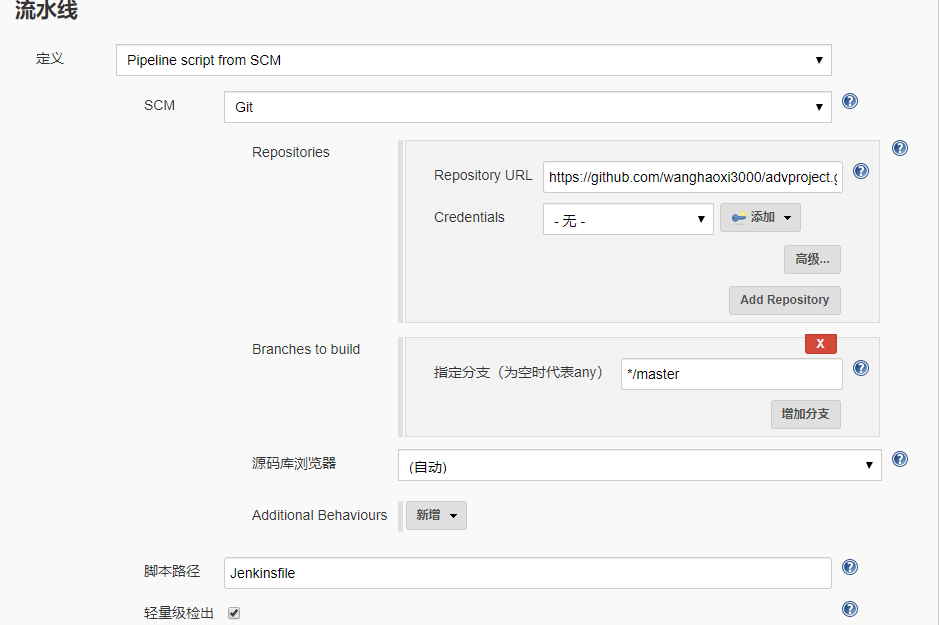 流水线
定义
Pipeline script from SCM
SCM
Git
Repositories
Repository URL
https://github.com/wanghaoxi3000/advproject.g
Credentials
- 无 -
添加
高级...
Add Repository
Branches to build
X
指定分支（为空时代表any）
*/master
增加分支
源码库浏览器
(自动)
Additional Behaviours
新增
脚本路径
Jenkinsfile
轻量级检出